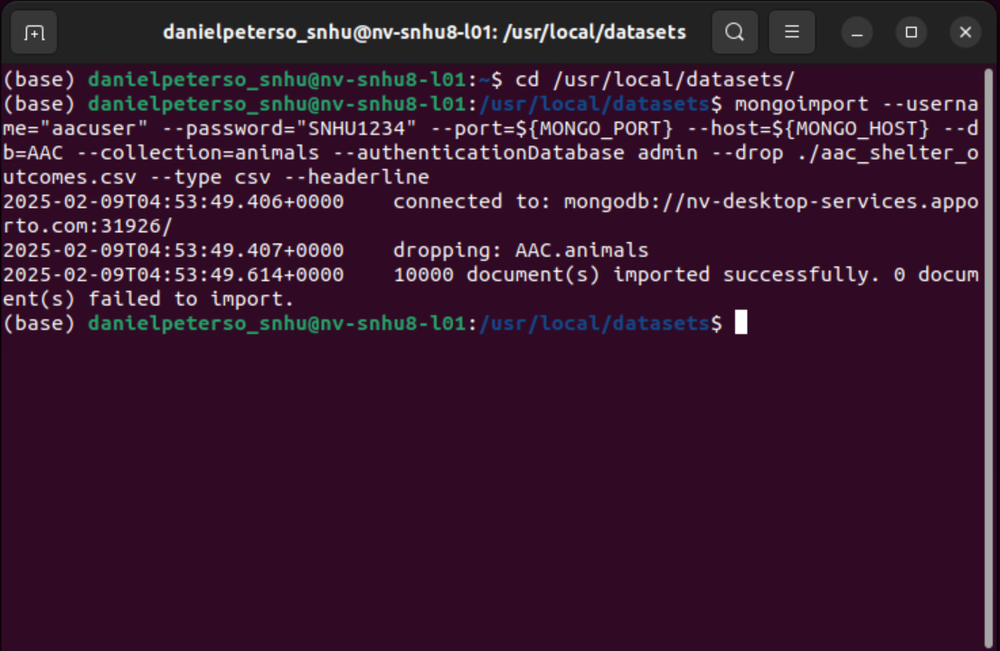 danielpeterso_snhu@nv-snhu8-l01: /usr/local/datasets
(base) danielpeterso_snhu@nv-snhu8-l01:~$ cd /usr/local/datasets/
(base) danielpeterso_snhu@nv-snhu8-l01:/usr/local/datasets$ mongoimport --userna
me="aacuser" --password="SNHU1234" --port=${MONGO_PORT} --host=${MONGO_HOST} --d
b=AAC --collection=animals --authenticationDatabase admin --drop ./aac_shelter_o
utcomes.csv --type csv --headerline
2025-02-09T04:53:49.406+0000    connected to: mongodb://nv-desktop-services.appo
rto.com:31926/
2025-02-09T04:53:49.407+0000    dropping: AAC.animals
2025-02-09T04:53:49.614+0000    10000 document(s) imported successfully. 0 docum
ent(s) failed to import.
(base) danielpeterso_snhu@nv-snhu8-l01:/usr/local/datasets$